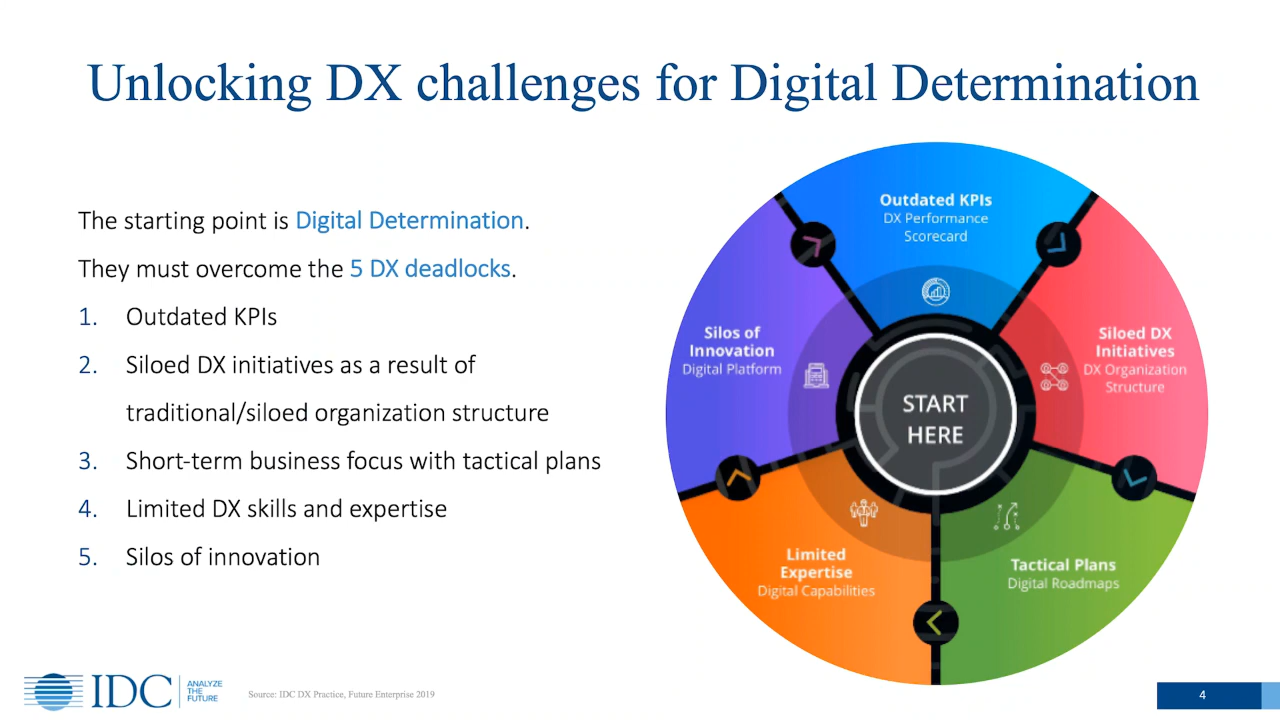 Unlocking DX challenges for Digital Determination
The starting point is Digital Determination.
They must overcome the 5 DX deadlocks.
1. Outdated KPIs
2. Siloed DX initiatives as a result of
traditional/siloed organization structure
3. Short-term business focus with tactical plans
4. Limited DX skills and expertise
5. Silos of innovation
Outdated KPIs
DX Performance
Scorecard
Siloed DX
Initiatives
DX Organization
Structure
Tactical Plans
Digital Roadmaps
Limited
Expertise
Digital Capabilities
Silos of
Innovation
Digital Platform
START
HERE
IDC
ANALYZE
THE
FUTURE
Source: IDC DX Practice, Future Enterprise 2019
4